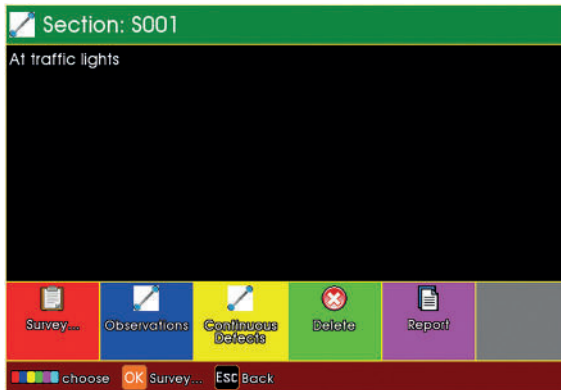 Section: S001
At traffic lights
Survey....
Observations
Continuous
Defects
Delete
Report
choose OK Survey... Esc Back